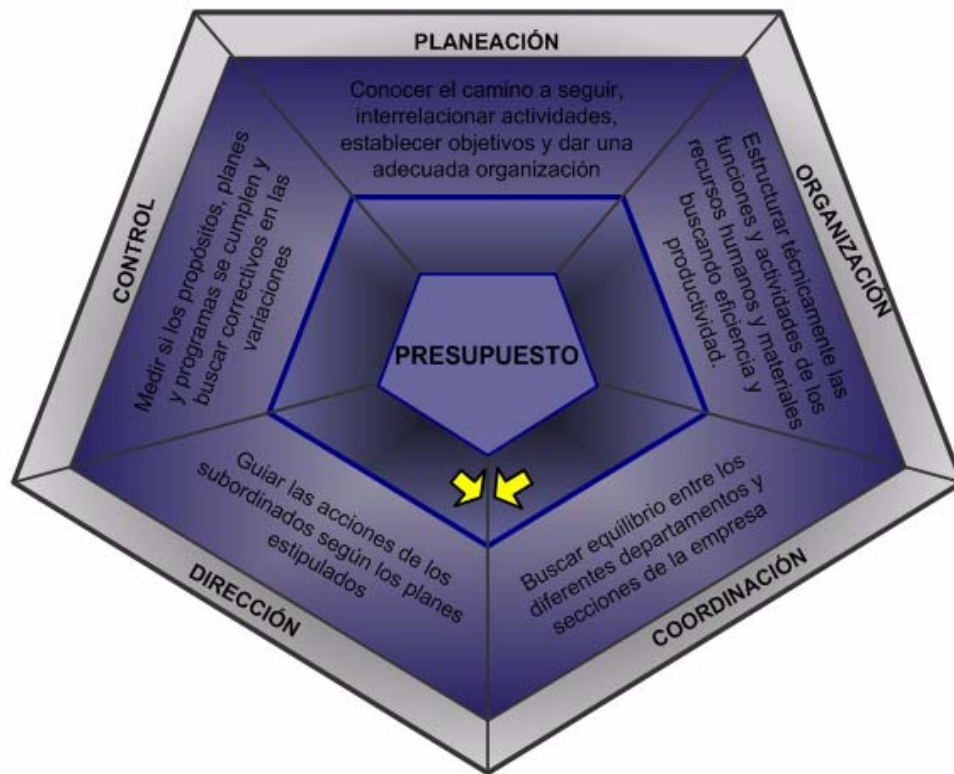 PLANEACIÓN
Conocer el camino a seguir,
interrelacionar actividades,
establecer objetivos y dar una
adecuada organización
ORGANIZACIÓN
Estructurar técnicamente las
funciones y actividades de los
recursos humanos y materiales
buscando eficiencia y
productividad.
COORDINACIÓN
Buscar equilibrio entre los
diferentes departamentos y
secciones de la empresa
DIRECCIÓN
Guiar las acciones de los
subordinados según los planes
estipulados
CONTROL
Medir si los propósitos, planes
y programas se cumplen y
buscar correctivos en las
variaciones
PRESUPUESTO